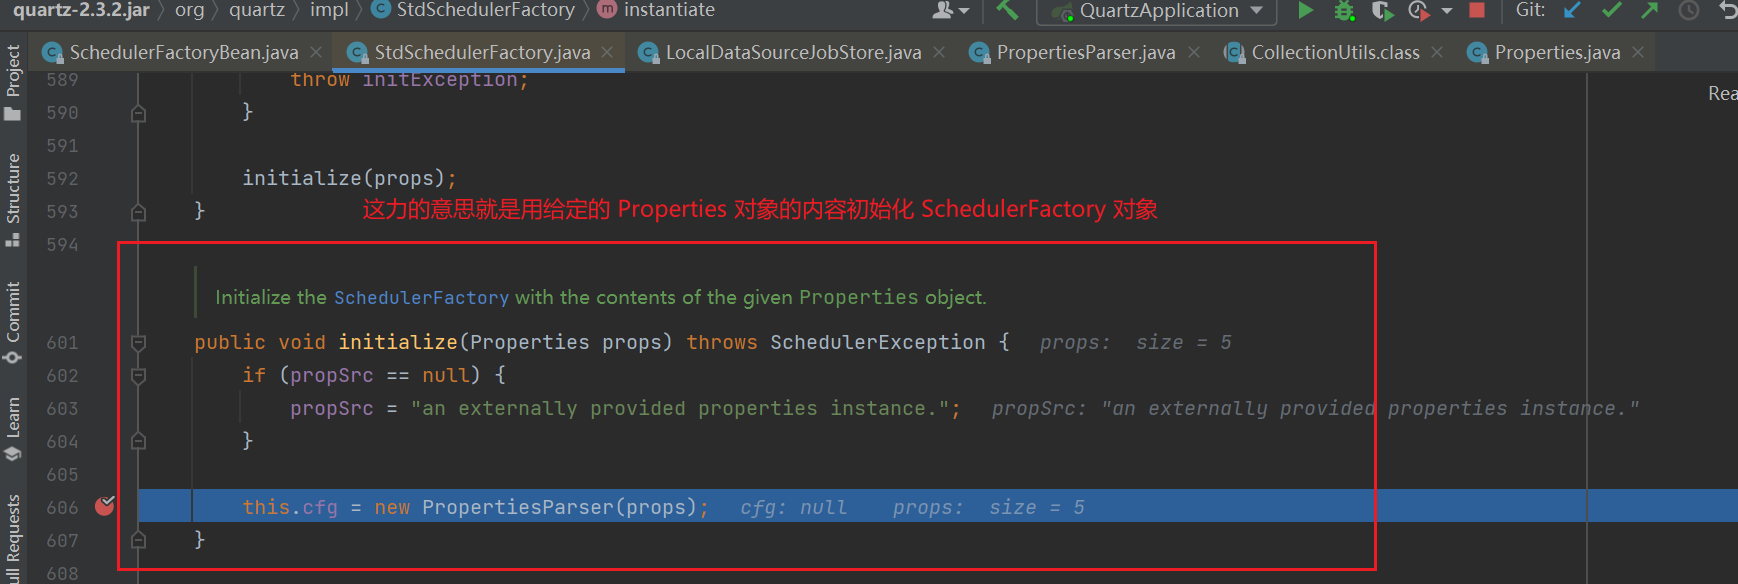 quartz-2.3.2.jar org quartz impl StdSchedulerFactory instantiate QuartzApplication Git:
SchedulerFactoryBean.java StdSchedulerFactory.java LocalDataSourceJobStore.java PropertiesParser.java CollectionUtils.class Properties.java
Project
Structure
Commit
Learn
ull Requests
Rea
589 throw initException;
590 }
591
592 initialize(props);
593 }
这力的意思就是用给定的 Properties 对象的内容初始化 SchedulerFactory 对象
594
Initialize the SchedulerFactory with the contents of the given Properties object.
601 public void initialize(Properties props) throws SchedulerException { props: size = 5
602 if (propSrc == null) {
603 propSrc = "an externally provided properties instance."; propSrc: "an externally provided properties instance."
604 }
605
606 this.cfg = new PropertiesParser(props); cfg: null props: size = 5
607 }
608